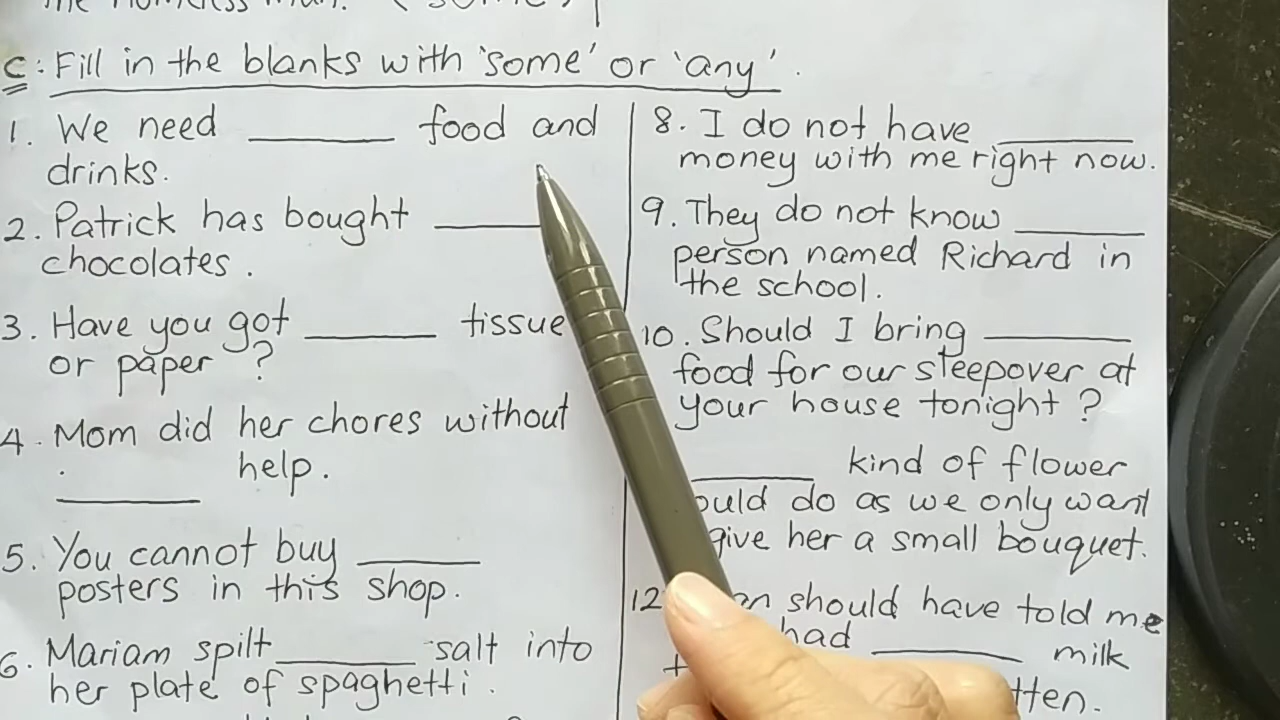 (some)
C: Fill in the blanks with 'some' or 'any'.
1. We need ______ food and
drinks.
2. Patrick has bought ______
chocolates.
3. Have you got ______ tissue
or paper ?
4. Mom did her chores without
______ help.
5. You cannot buy ______
posters in this shop.
6. Mariam spilt ______ salt into
her plate of spaghetti.
8. I do not have ______
money with me right now.
9. They do not know ______
person named Richard in
the school.
10. Should I bring ______
food for our sleepover at
your house tonight ?
______ kind of flower
do as we only want
give her a small bouquet.
12 should have told me
had ______ milk